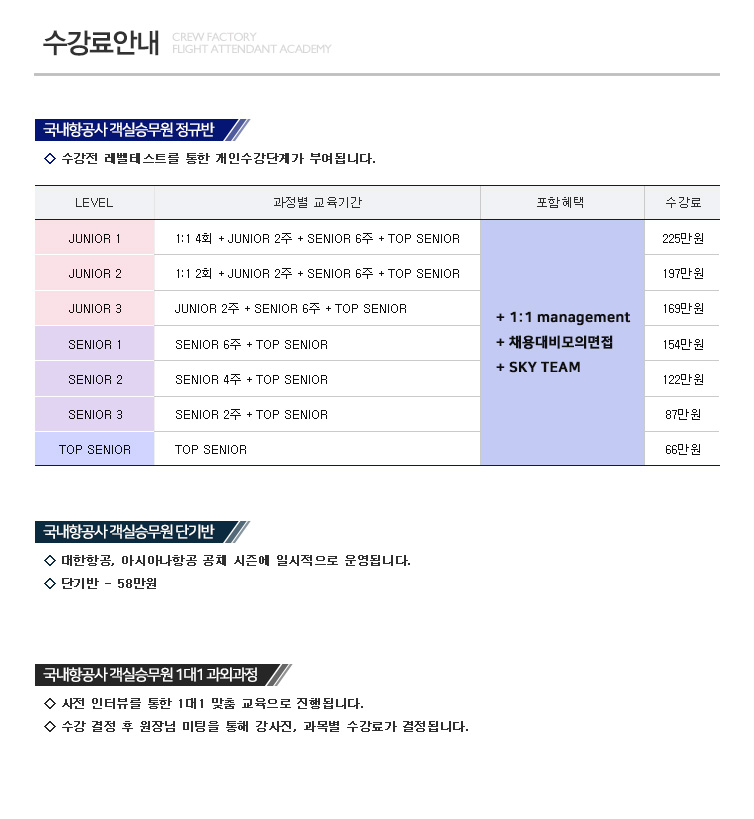 수강료안내
CREW FACTORY
FLIGHT ATTENDANT ACADEMY
국내항공사 객실승무원 정규반
◇ 수강전 레벨테스트를 통한 개인수강단계가 부여됩니다.
LEVEL 과정별 교육기간 포함혜택 수강료
JUNIOR 1 1:1 4회 + JUNIOR 2주 + SENIOR 6주 + TOP SENIOR 225만원
JUNIOR 2 1:1 2회 + JUNIOR 2주 + SENIOR 6주 + TOP SENIOR 197만원
JUNIOR 3 JUNIOR 2주 + SENIOR 6주 + TOP SENIOR 169만원
+ 1:1 management
SENIOR 1 SENIOR 6주 + TOP SENIOR 154만원
+ 채용대비모의면접
+ SKY TEAM
SENIOR 2 SENIOR 4주 + TOP SENIOR 122만원
SENIOR 3 SENIOR 2주 + TOP SENIOR 87만원
TOP SENIOR TOP SENIOR 66만원
국내항공사 객실승무원 단기반
◇ 대한항공, 아시아나항공 공채 시즌에 일시적으로 운영됩니다.
◇ 단기반 - 58만원
국내항공사 객실승무원 1대1 과외과정
◇ 사전 인터뷰를 통한 1대1 맞춤 교육으로 진행됩니다.
◇ 수강 결정 후 원장님 미팅을 통해 강사진, 과목별 수강료가 결정됩니다.